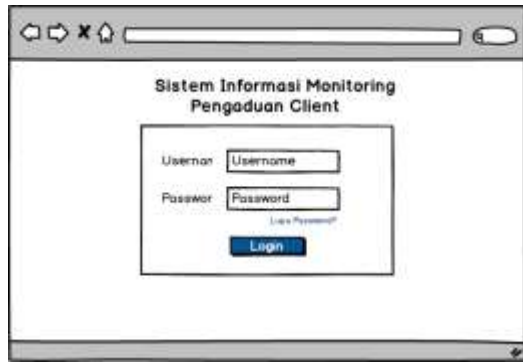 Sistem Informasi Monitoring
Pengaduan Client
Usernan Username
Passwor Password
Lupa Password?
Login